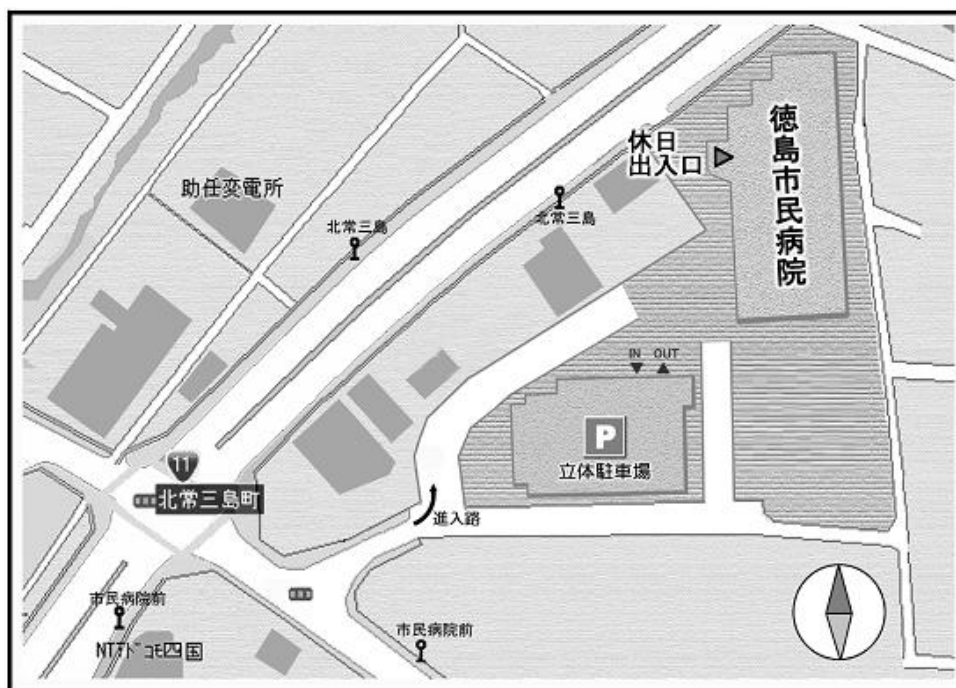 休日
出入口
徳島市民病院
助任変電所
北常三島
北常三島
IN OUT
P
立体駐車場
11
北常三島町
進入路
市民病院前
NTTドコモ四国
市民病院前